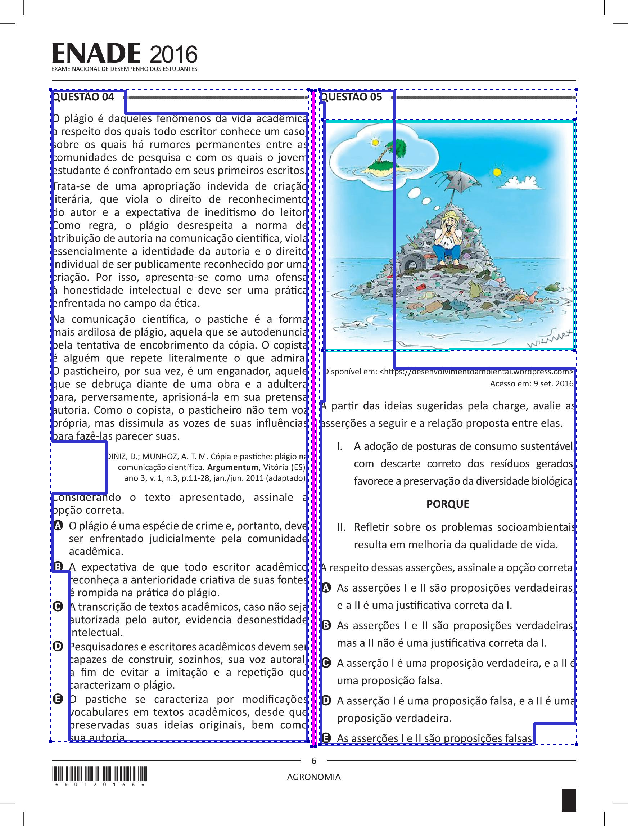 ENADE 2016
EXAME NACIONAL DE DESEMPENHO DOS ESTUDANTES
QUESTÃO 04
O plágio é daqueles fenômenos da vida acadêmica
a respeito dos quais todo escritor conhece um caso,
sobre os quais há rumores permanentes entre as
comunidades de pesquisa e com os quais o jovem
estudante é confrontado em seus primeiros escritos.
Trata-se de uma apropriação indevida de criação
literária, que viola o direito de reconhecimento
do autor e a expectativa de ineditismo do leitor.
Como regra, o plágio desrespeita a norma de
atribuição de autoria na comunicação científica, viola
essencialmente a identidade da autoria e o direito
individual de ser publicamente reconhecido por uma
criação. Por isso, apresenta-se como uma ofensa
à honestidade intelectual e deve ser uma prática
enfrentada no campo da ética.
Na comunicação científica, o pastiche é a forma
mais ardilosa de plágio, aquela que se autodenuncia
pela tentativa de encobrimento da cópia. O copista
é alguém que repete literalmente o que admira.
O pasticheiro, por sua vez, é um enganador, aquele
que se debruça diante de uma obra e a adultera
para, perversamente, aprisioná-la em sua pretensa
autoria. Como o copista, o pasticheiro não tem voz
própria, mas dissimula as vozes de suas influências
para fazê-las parecer suas.
DINIZ, D.; MUNHOZ, A. T. M. Cópia e pastiche: plágio na
comunicação científica. Argumentum, Vitória (ES),
ano 3, v. 1, n.3, p.11-28, jan./jun. 2011 (adaptado).
Considerando o texto apresentado, assinale a
opção correta.
A O plágio é uma espécie de crime e, portanto, deve
ser enfrentado judicialmente pela comunidade
acadêmica.
B A expectativa de que todo escritor acadêmico
reconheça a anterioridade criativa de suas fontes
é rompida na prática do plágio.
C A transcrição de textos acadêmicos, caso não seja
autorizada pelo autor, evidencia desonestidade
intelectual.
D Pesquisadores e escritores acadêmicos devem ser
capazes de construir, sozinhos, sua voz autoral,
a fim de evitar a imitação e a repetição que
caracterizam o plágio.
E O pastiche se caracteriza por modificações
vocabulares em textos acadêmicos, desde que
preservadas suas ideias originais, bem como
sua autoria.
QUESTÃO 05
Disponível em: <https://desenvolvimentoambiental.wordpress.com>.
Acesso em: 9 set. 2016.
A partir das ideias sugeridas pela charge, avalie as
asserções a seguir e a relação proposta entre elas.
I. A adoção de posturas de consumo sustentável,
com descarte correto dos resíduos gerados,
favorece a preservação da diversidade biológica.
PORQUE
II. Refletir sobre os problemas socioambientais
resulta em melhoria da qualidade de vida.
A respeito dessas asserções, assinale a opção correta.
A As asserções I e II são proposições verdadeiras,
e a II é uma justificativa correta da I.
B As asserções I e II são proposições verdadeiras,
mas a II não é uma justificativa correta da I.
C A asserção I é uma proposição verdadeira, e a II é
uma proposição falsa.
D A asserção I é uma proposição falsa, e a II é uma
proposição verdadeira.
E As asserções I e II são proposições falsas.
6
AGRONOMIA